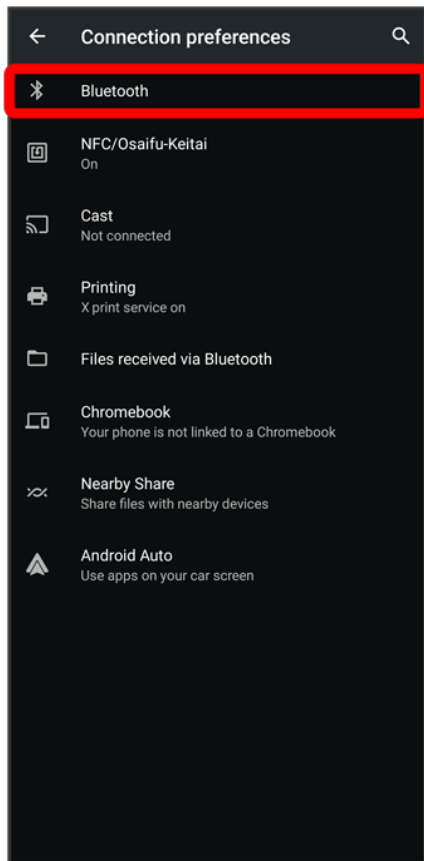 Connection preferences
Bluetooth
NFC/Osaifu-Keitai
On
Cast
Not connected
Printing
X print service on
Files received via Bluetooth
Chromebook
Your phone is not linked to a Chromebook
Nearby Share
Share files with nearby devices
Android Auto
Use apps on your car screen